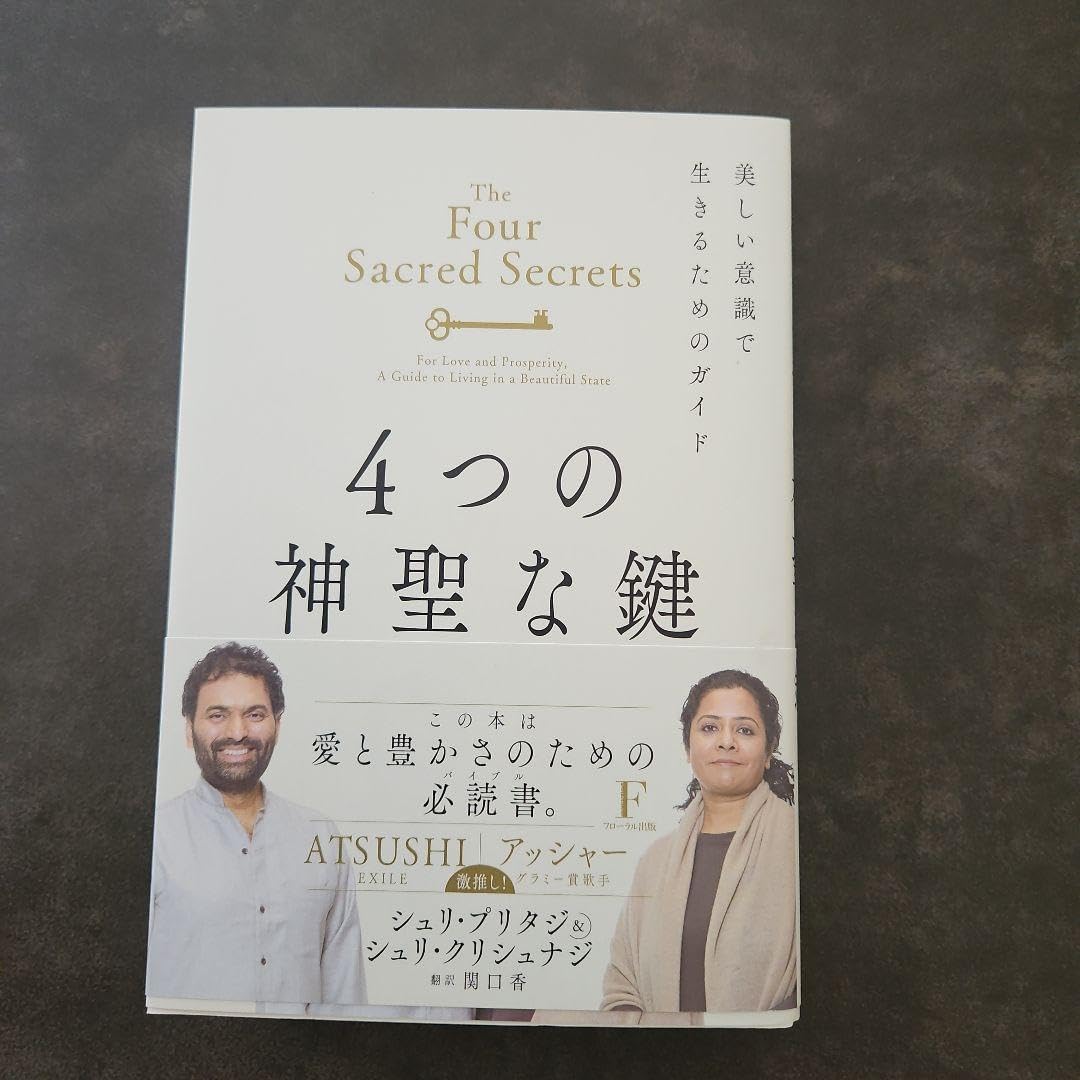 The
Four
Sacred Secrets
For Love and Prosperity,
A Guide to Living in a Beautiful State
美しい意識で
生きるためのガイド
4つの
神聖な鍵
この本は
愛と豊かさのための
バイブル
必読書。
F
フローラル出版
ATSUSHI
EXILE
アッシャー
グラミー賞歌手
激推し!
シュリ・プリタジ&
シュリ・クリシュナジ
翻訳 関口香